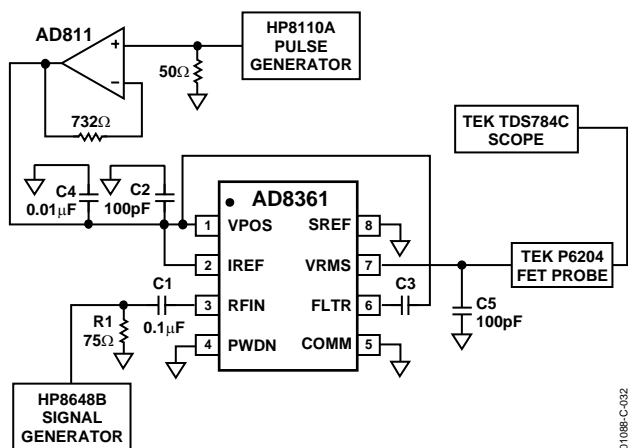 AD811
+
–
HP8110A
PULSE
GENERATOR
50Ω
732Ω
TEK TDS784C
SCOPE
C4
0.01μF
C2
100pF
AD8361
1 VPOS
SREF 8
2 IREF
VRMS 7
TEK P6204
FET PROBE
C1
0.1μF
3 RFIN
FLTR 6
C3
C5
100pF
R1
75Ω
4 PWDN
COMM 5
HP8648B
SIGNAL
GENERATOR
01088-C-032